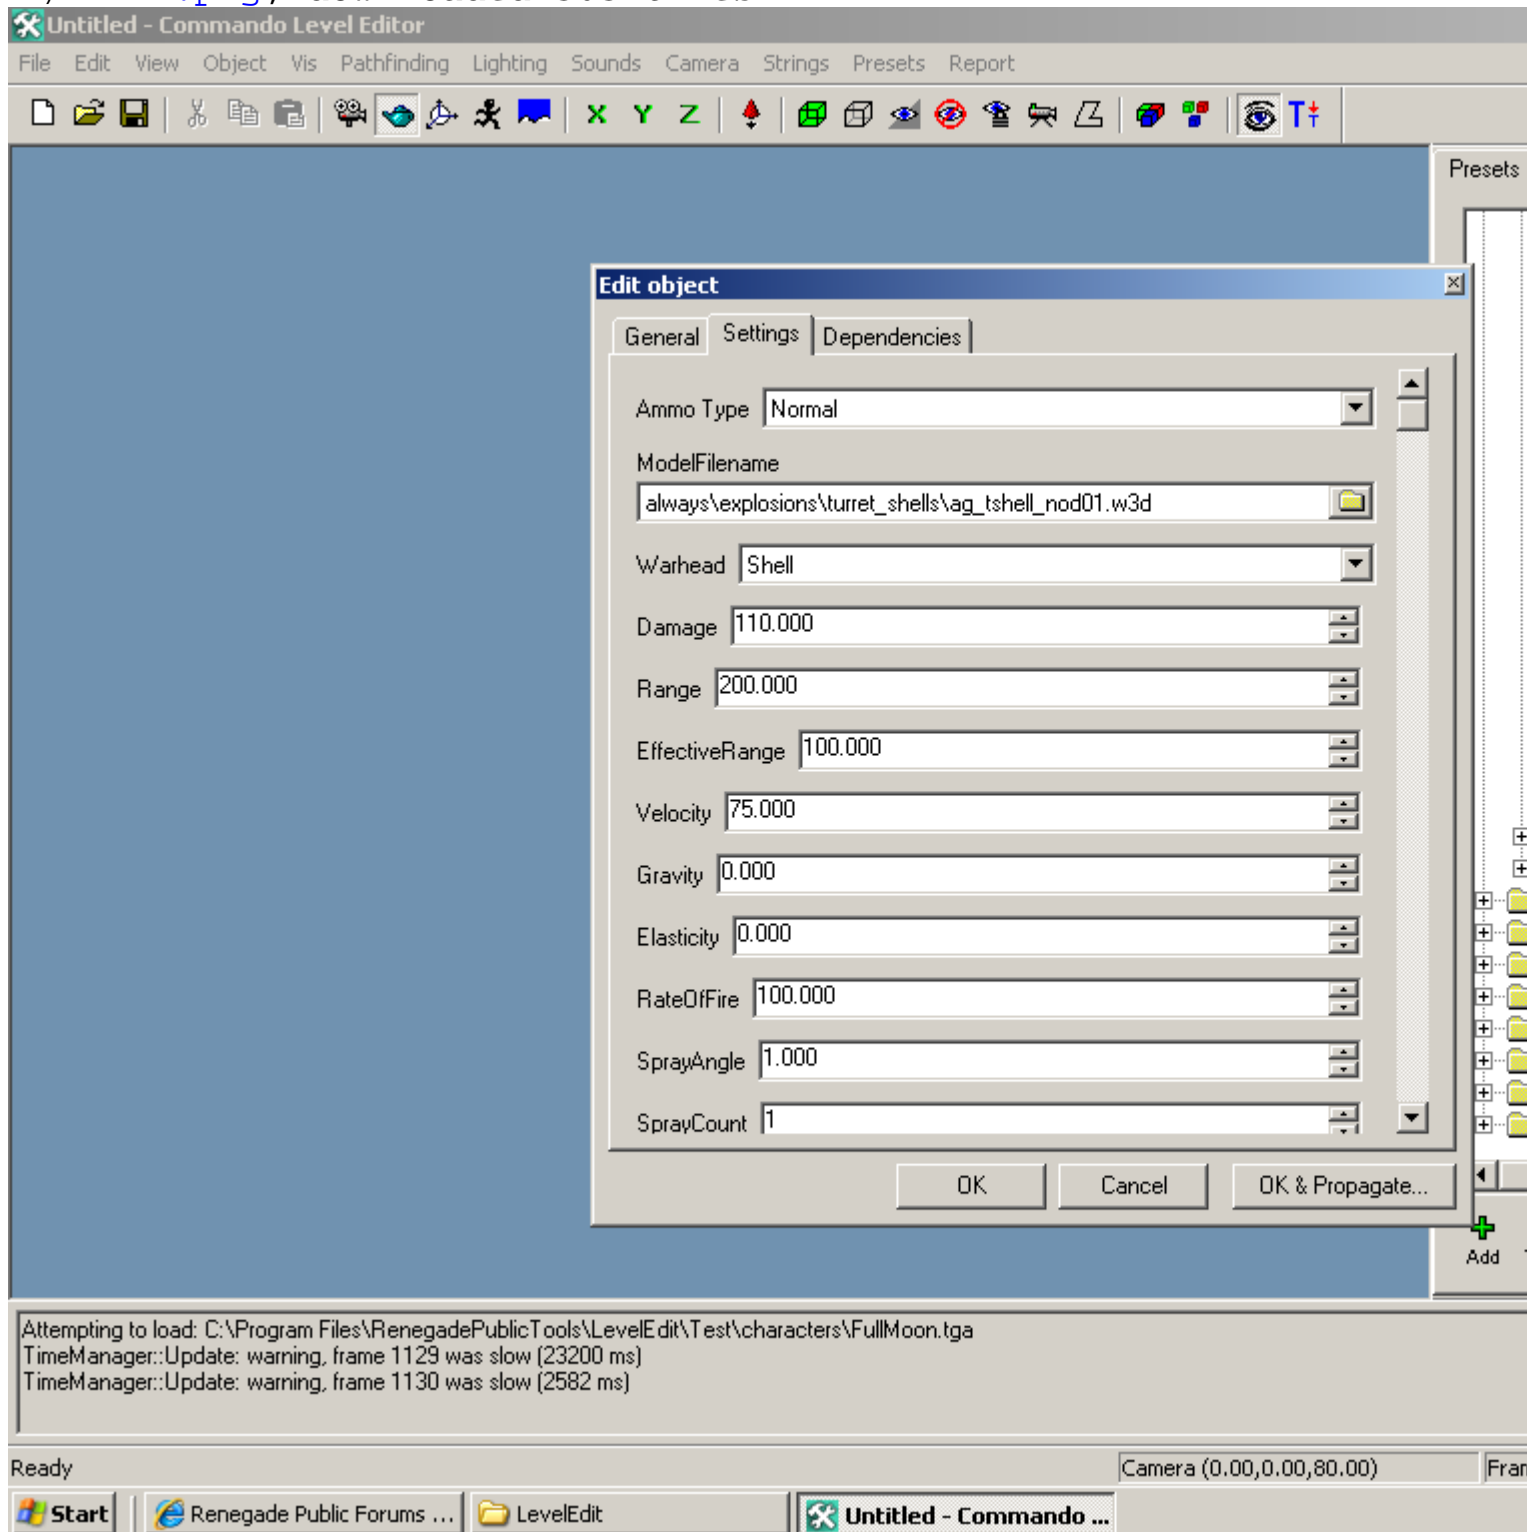 Untitled - Commando Level Editor
File Edit View Object Vis Pathfinding Lighting Sounds Camera Strings Presets Report
X Y Z T
Presets
Edit object
General Settings Dependencies
Ammo Type Normal
ModelFilename
always\explosions\turret_shells\ag_tshell_nod01.w3d
Warhead Shell
Damage 110.000
Range 200.000
EffectiveRange 100.000
Velocity 75.000
Gravity 0.000
Elasticity 0.000
RateOfFire 100.000
SprayAngle 1.000
SprayCount 1
OK Cancel OK & Propagate...
Add
Attempting to load: C:\Program Files\RenegadePublicTools\LevelEdit\Test\characters\FullMoon.tga
TimeManager::Update: warning, frame 1129 was slow (23200 ms)
TimeManager::Update: warning, frame 1130 was slow (2582 ms)
Ready Camera (0.00,0.00,80.00)
Start Renegade Public Forums ... LevelEdit Untitled - Commando ...